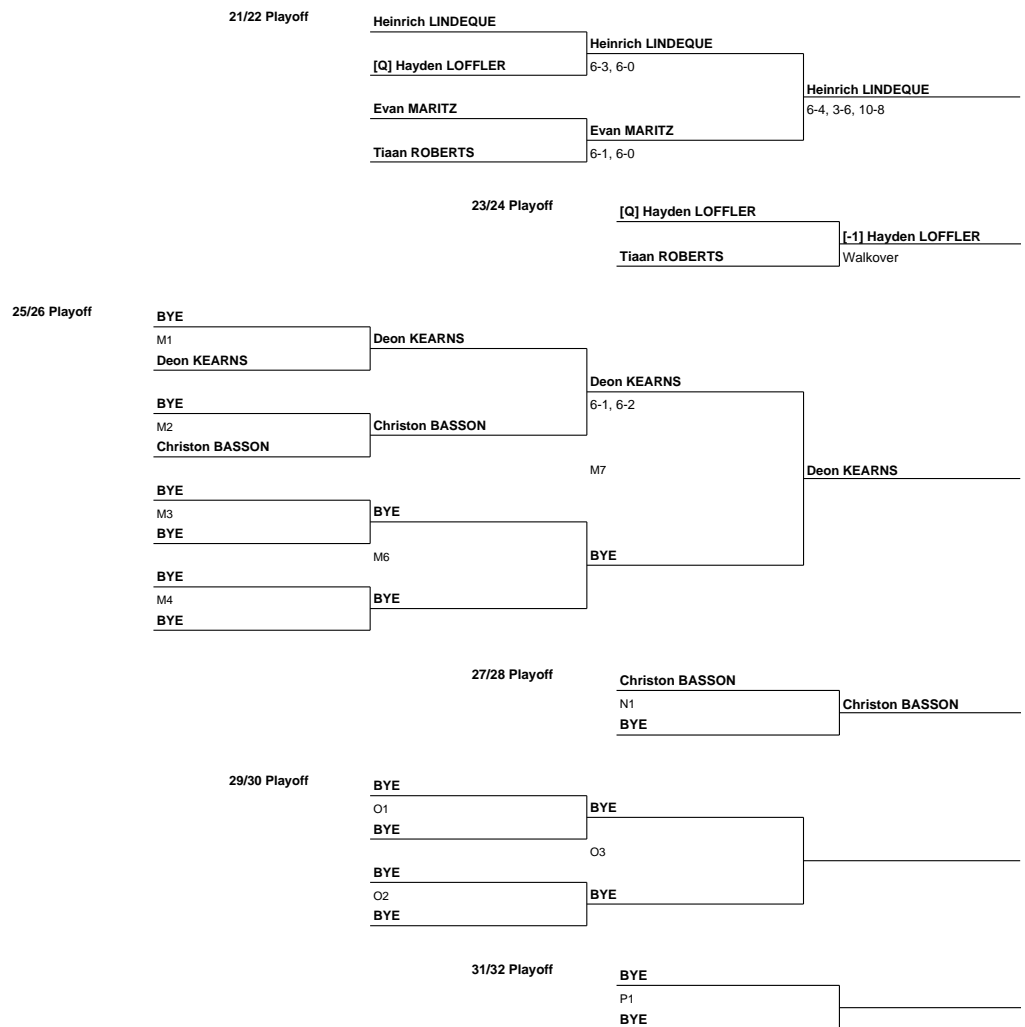 21/22 Playoff
Heinrich LINDEQUE
Heinrich LINDEQUE
[Q] Hayden LOFFLER
6-3, 6-0
Heinrich LINDEQUE
Evan MARITZ
6-4, 3-6, 10-8
Evan MARITZ
Tiaan ROBERTS
6-1, 6-0
23/24 Playoff
[Q] Hayden LOFFLER
[-1] Hayden LOFFLER
Tiaan ROBERTS
Walkover
25/26 Playoff
BYE
M1
Deon KEARNS
Deon KEARNS
Deon KEARNS
BYE
6-1, 6-2
M2
Christon BASSON
Christon BASSON
M7
Deon KEARNS
BYE
M3
BYE
BYE
M6
BYE
BYE
M4
BYE
BYE
27/28 Playoff
Christon BASSON
N1
Christon BASSON
BYE
29/30 Playoff
BYE
O1
BYE
BYE
O3
BYE
O2
BYE
BYE
31/32 Playoff
BYE
P1
BYE